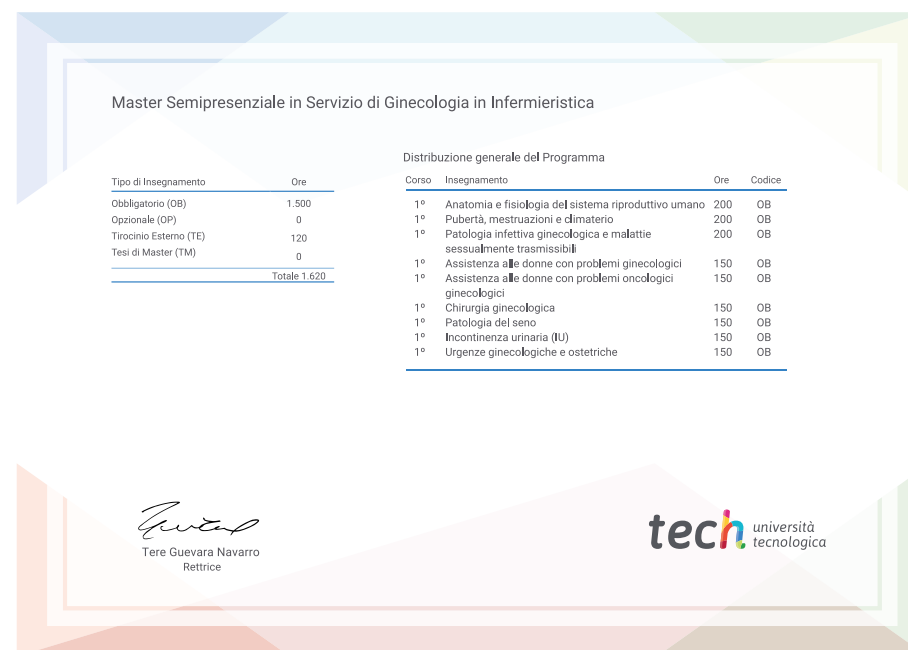 Master Semipresenziale in Servizio di Ginecologia in Infermieristica
Tipo di Insegnamento Ore
Obbligatorio (OB) 1.500
Opzionale (OP) 0
Tirocinio Esterno (TE) 120
Tesi di Master (TM) 0
Totale 1.620
Distribuzione generale del Programma
Corso Insegnamento Ore Codice
1º Anatomia e fisiologia del sistema riproduttivo umano 200 OB
1º Pubertà, mestruazioni e climaterio 200 OB
1º Patologia infettiva ginecologica e malattie 200 OB
sessualmente trasmissibili
1º Assistenza alle donne con problemi ginecologici 150 OB
1º Assistenza alle donne con problemi oncologici 150 OB
ginecologici
1º Chirurgia ginecologica 150 OB
1º Patologia del seno 150 OB
1º Incontinenza urinaria (IU) 150 OB
1º Urgenze ginecologiche e ostetriche 150 OB
Tere Guevara Navarro
Rettrice
tech università
tecnologica